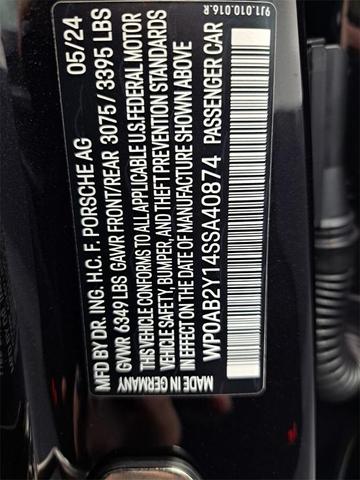 9J1.010.016.R
MFD BY DR. ING. H.C. F. PORSCHE AG 05/24
GVWR 6349 LBS GAWR FRONT/REAR 3075 / 3395 LBS
THIS VEHICLE CONFORMS TO ALL APPLICABLE U.S. FEDERAL MOTOR
VEHICLE SAFETY, BUMPER, AND THEFT PREVENTION STANDARDS
IN EFFECT ON THE DATE OF MANUFACTURE SHOWN ABOVE
MADE IN GERMANY
WP0AB2Y14SSA40874 PASSENGER CAR